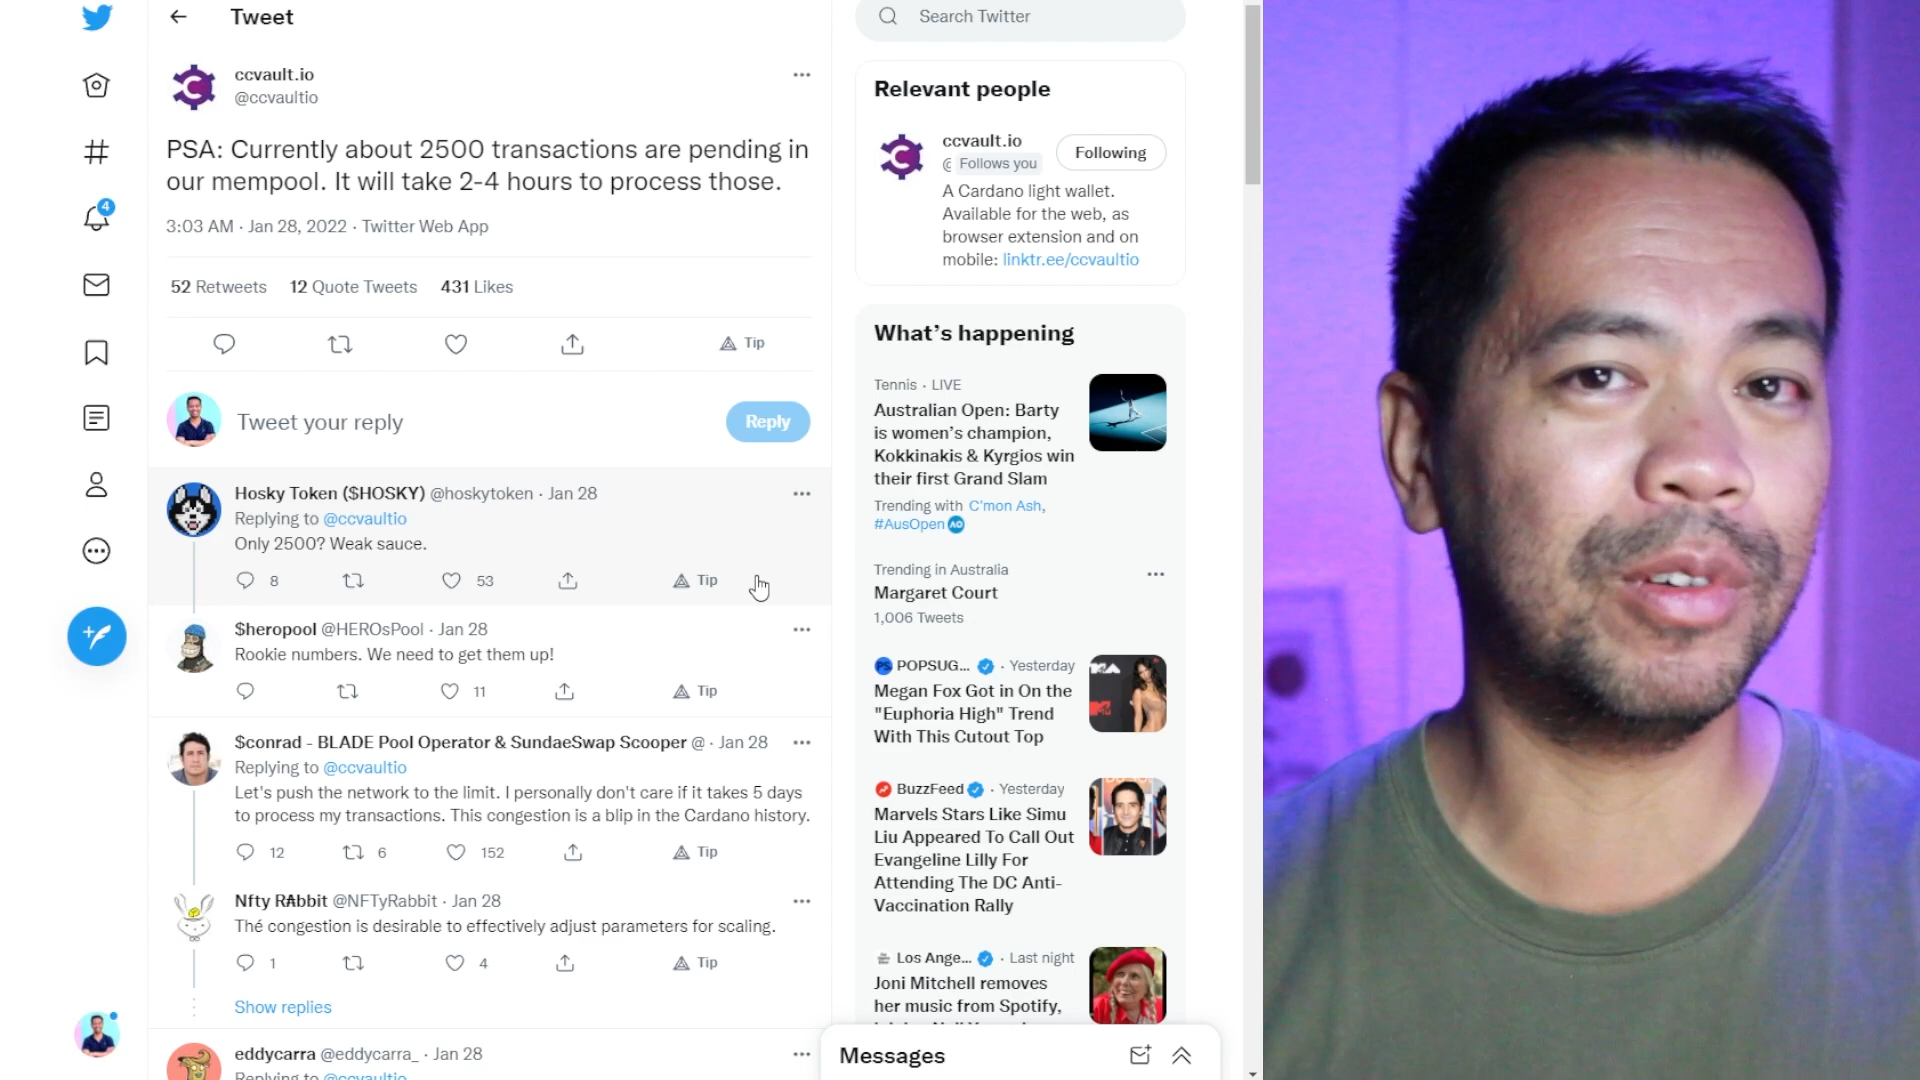 Tweet
ccvault.io
@ccvaultio
PSA: Currently about 2500 transactions are pending in
our mempool. It will take 2-4 hours to process those.
3:03 AM · Jan 28, 2022 · Twitter Web App
52 Retweets 12 Quote Tweets 431 Likes
Tip
Tweet your reply
Reply
Hosky Token ($HOSKY) @hoskytoken · Jan 28
Replying to @ccvaultio
Only 2500? Weak sauce.
8 53 Tip
$heropool @HEROsPool · Jan 28
Rookie numbers. We need to get them up!
11 Tip
$conrad - BLADE Pool Operator & SundaeSwap Scooper @ · Jan 28
Replying to @ccvaultio
Let's push the network to the limit. I personally don't care if it takes 5 days
to process my transactions. This congestion is a blip in the Cardano history.
12 6 152 Tip
Nfty R₳bbit @NFTyRabbit · Jan 28
Thé congestion is desirable to effectively adjust parameters for scaling.
1 4 Tip
Show replies
eddycarra @eddycarra_ · Jan 28
Replying to @ccvaultio
4
Search Twitter
Relevant people
ccvault.io
@ Follows you
Following
A Cardano light wallet.
Available for the web, as
browser extension and on
mobile: linktr.ee/ccvaultio
What's happening
Tennis · LIVE
Australian Open: Barty
is women's champion,
Kokkinakis & Kyrgios win
their first Grand Slam
Trending with C'mon Ash,
#AusOpen AO
Trending in Australia
Margaret Court
1,006 Tweets
PS POPSUG... · Yesterday
Megan Fox Got in On the
"Euphoria High" Trend
With This Cutout Top
BuzzFeed · Yesterday
Marvels Stars Like Simu
Liu Appeared To Call Out
Evangeline Lilly For
Attending The DC Anti-
Vaccination Rally
Los Ange... · Last night
Joni Mitchell removes
her music from Spotify,
Messages